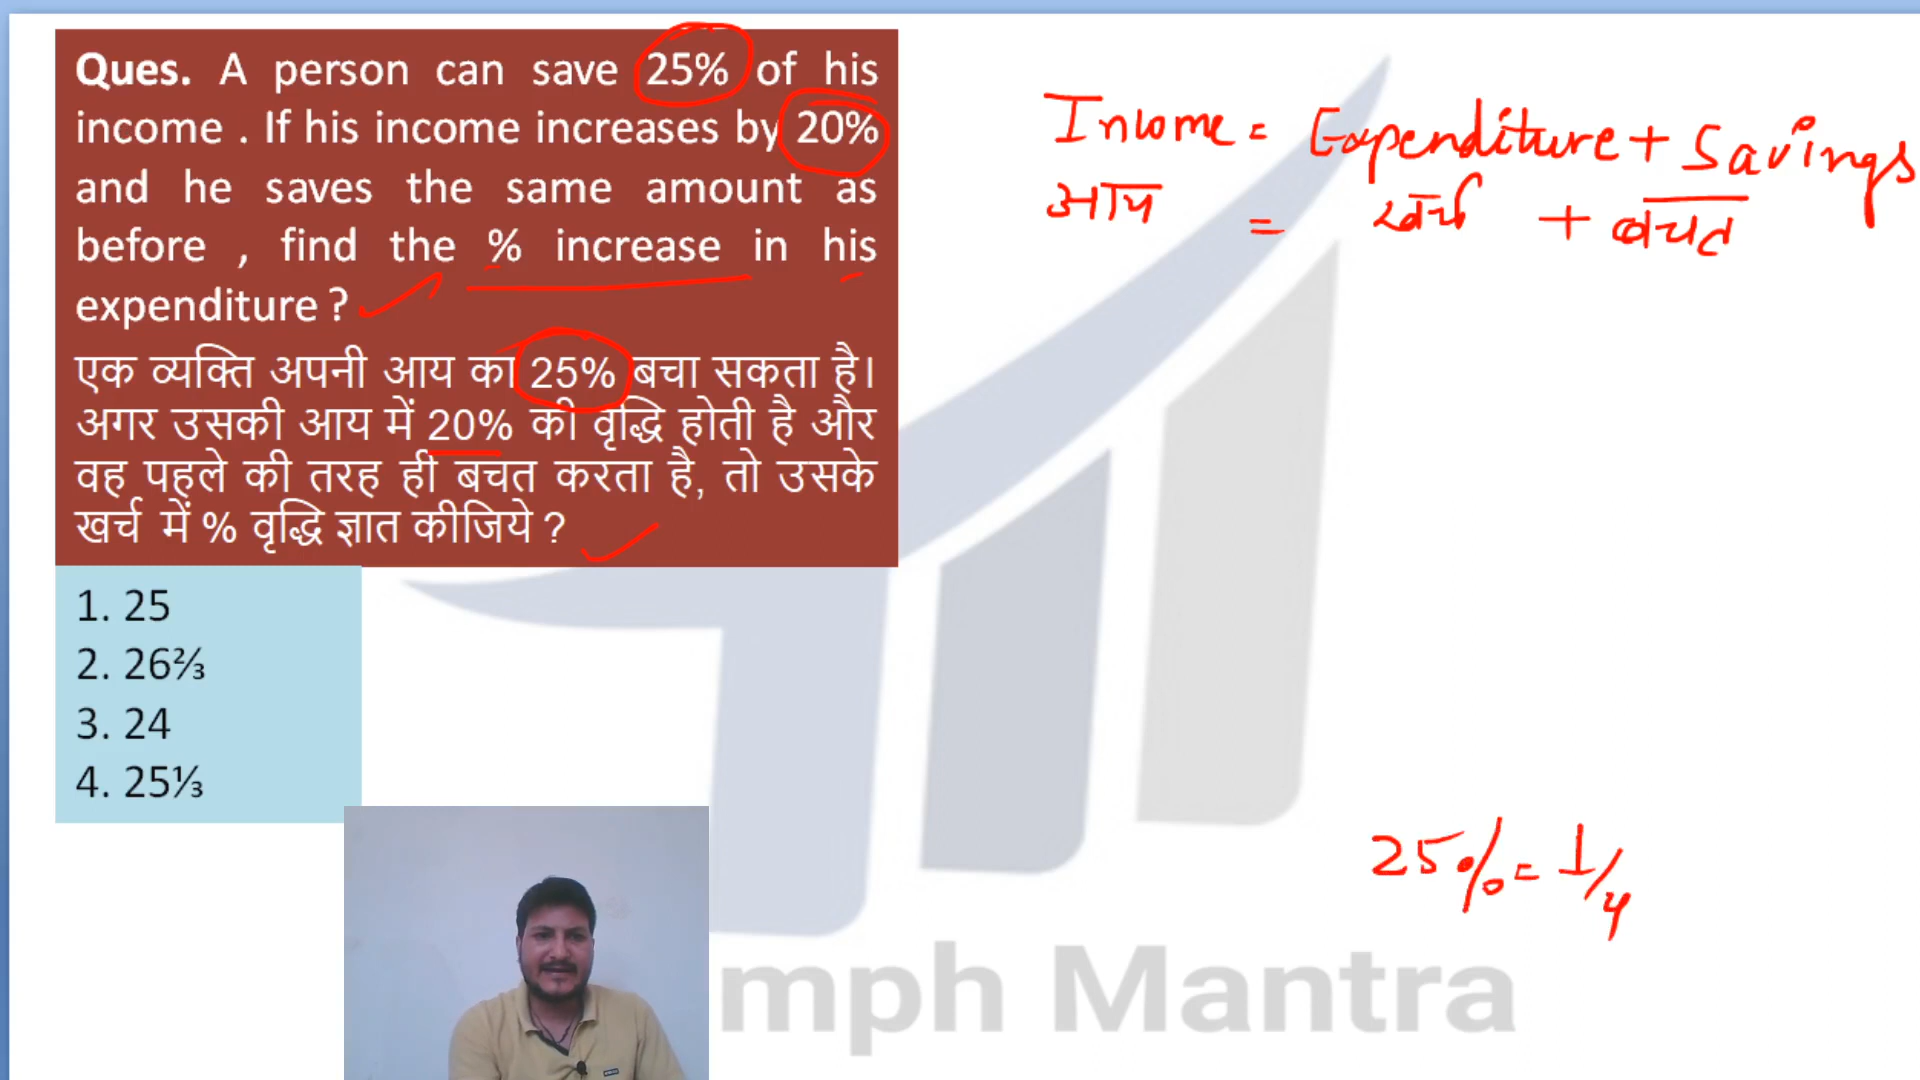 Ques. A person can save 25% of his
income . If his income increases by 20%
and he saves the same amount as
before , find the % increase in his
expenditure ?
एक व्यक्ति अपनी आय का 25% बचा सकता है।
अगर उसकी आय में 20% की वृद्धि होती है और
वह पहले की तरह ही बचत करता है, तो उसके
खर्च में % वृद्धि ज्ञात कीजिये ?
1. 25
2. 26⅔
3. 24
4. 25⅓
Income = Expenditure + Savings
आय = खर्च + बचत
25% = 1/4
mph Mantra